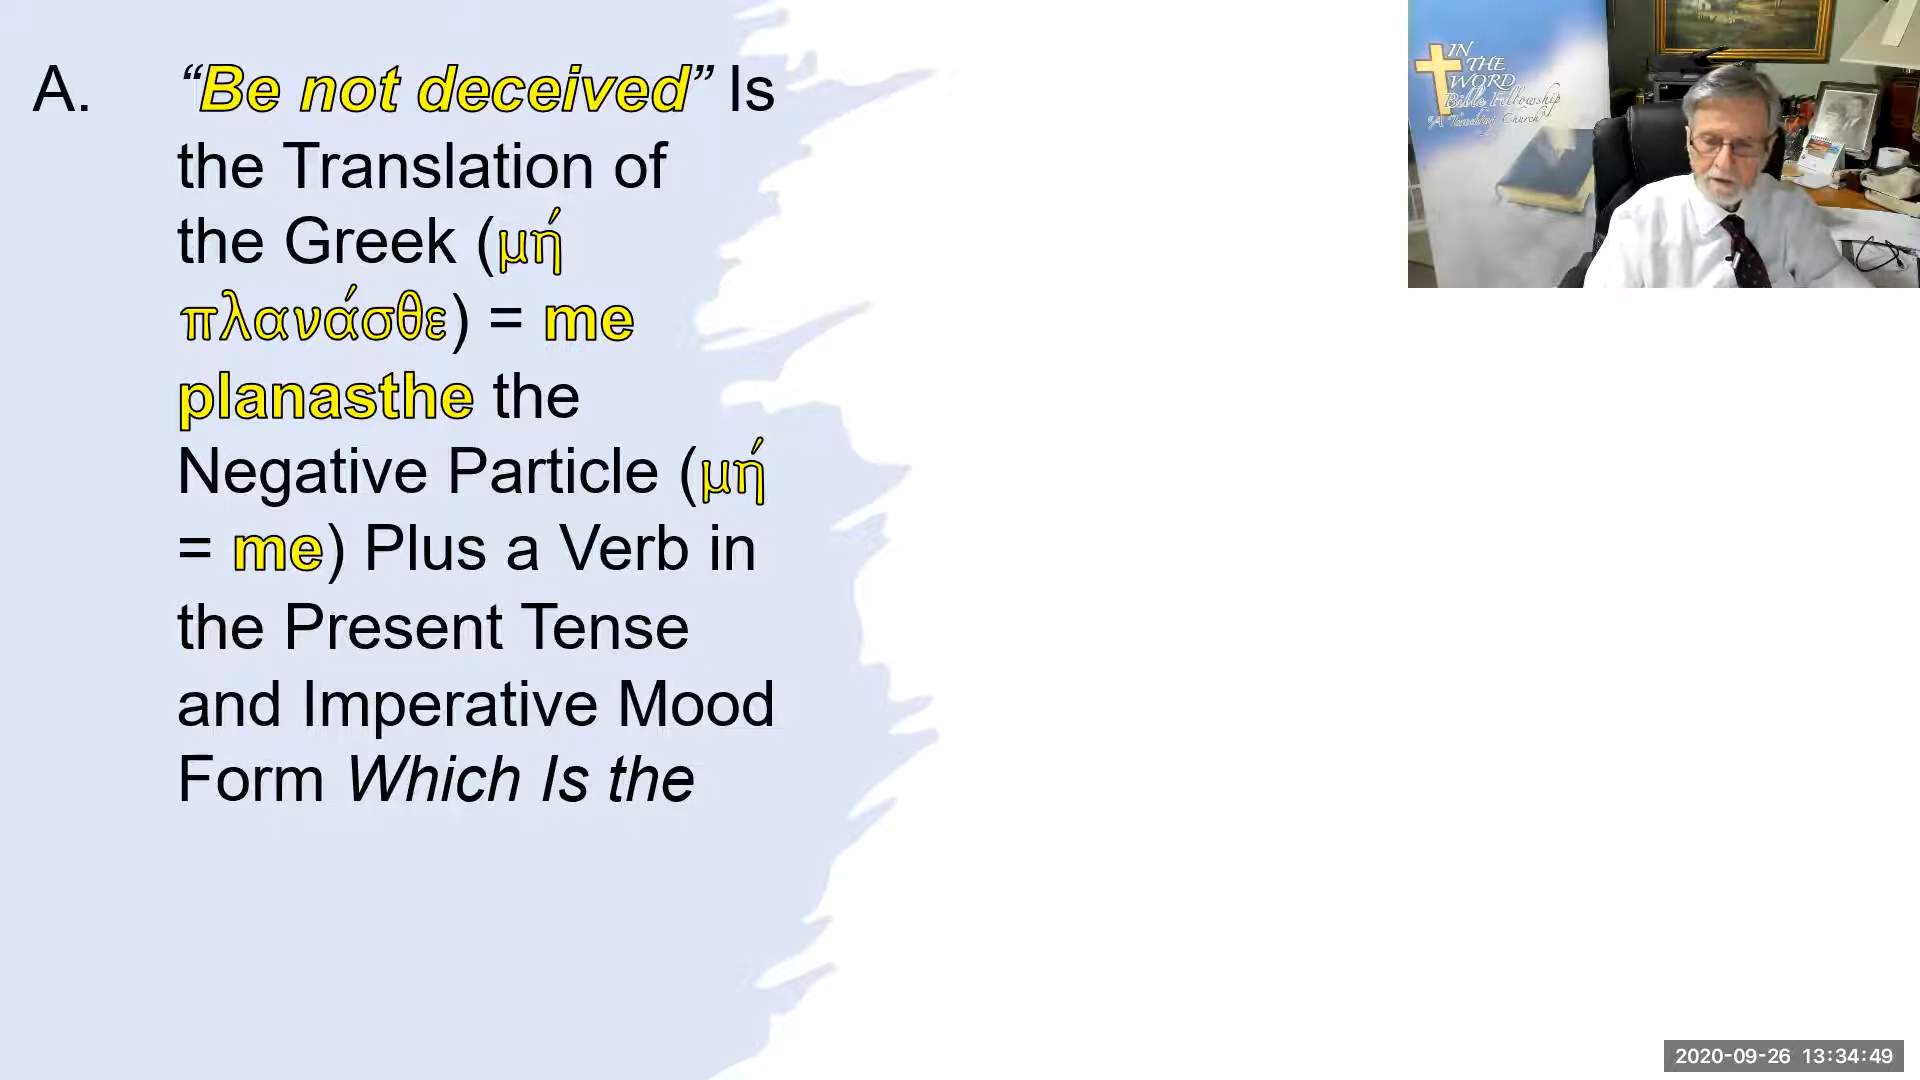 A. “Be not deceived” Is
the Translation of
the Greek (μή
πλανάσθε) = me
planasthe the
Negative Particle (μή
= me) Plus a Verb in
the Present Tense
and Imperative Mood
Form Which Is the
IN
THE
WORD
Bible Fellowship
"A Teaching Church"
2020-09-26 13:34:49